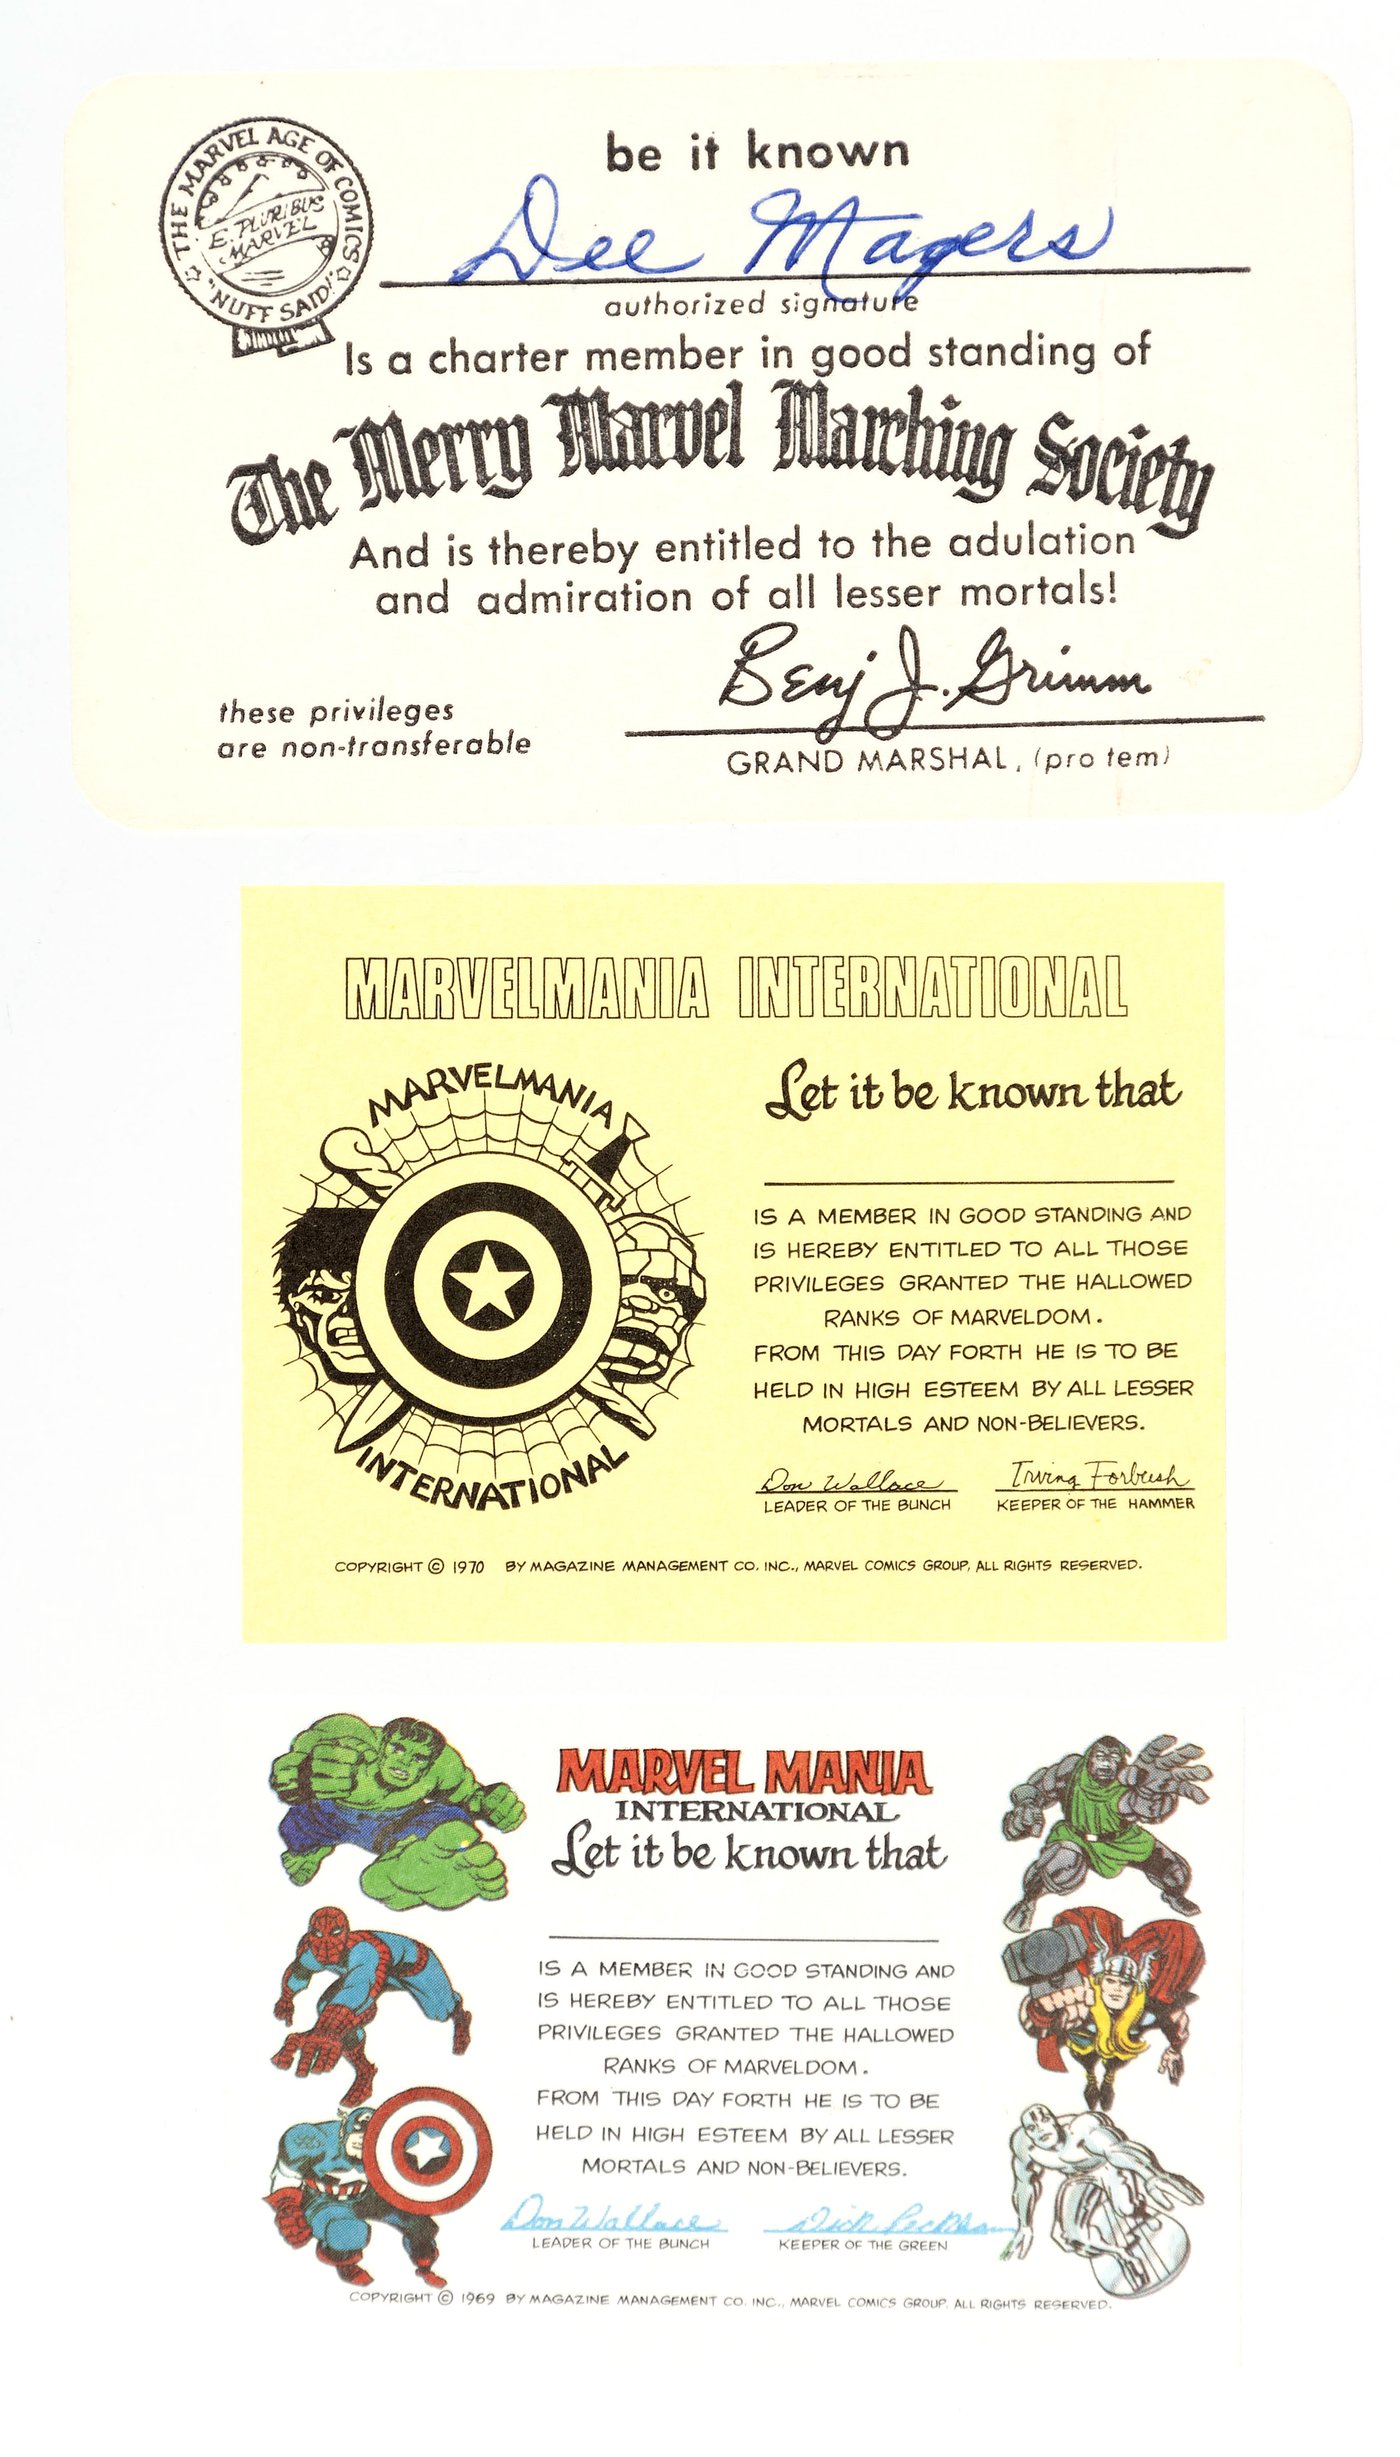 THE MARVEL AGE OF COMICS
E. PLURIBUS
MARVEL
"NUFF SAID!"
be it known
Dee Magers
authorized signature
Is a charter member in good standing of
The Merry Marvel Marching Society
And is thereby entitled to the adulation
and admiration of all lesser mortals!
Benj J. Grimm
these privileges
are non-transferable
GRAND MARSHAL, (pro tem)
MARVELMANIA INTERNATIONAL
MARVELMANIA
INTERNATIONAL
Let it be known that
IS A MEMBER IN GOOD STANDING AND
IS HEREBY ENTITLED TO ALL THOSE
PRIVILEGES GRANTED THE HALLOWED
RANKS OF MARVELDOM.
FROM THIS DAY FORTH HE IS TO BE
HELD IN HIGH ESTEEM BY ALL LESSER
MORTALS AND NON-BELIEVERS.
Don Wallace Irving Forbush
LEADER OF THE BUNCH KEEPER OF THE HAMMER
COPYRIGHT © 1970 BY MAGAZINE MANAGEMENT CO. INC., MARVEL COMICS GROUP, ALL RIGHTS RESERVED.
MARVEL MANIA
INTERNATIONAL
Let it be known that
IS A MEMBER IN GOOD STANDING AND
IS HEREBY ENTITLED TO ALL THOSE
PRIVILEGES GRANTED THE HALLOWED
RANKS OF MARVELDOM.
FROM THIS DAY FORTH HE IS TO BE
HELD IN HIGH ESTEEM BY ALL LESSER
MORTALS AND NON-BELIEVERS.
Don Wallace Dick
LEADER OF THE BUNCH KEEPER OF THE GREEN
COPYRIGHT © 1969 BY MAGAZINE MANAGEMENT CO. INC., MARVEL COMICS GROUP. ALL RIGHTS RESERVED.